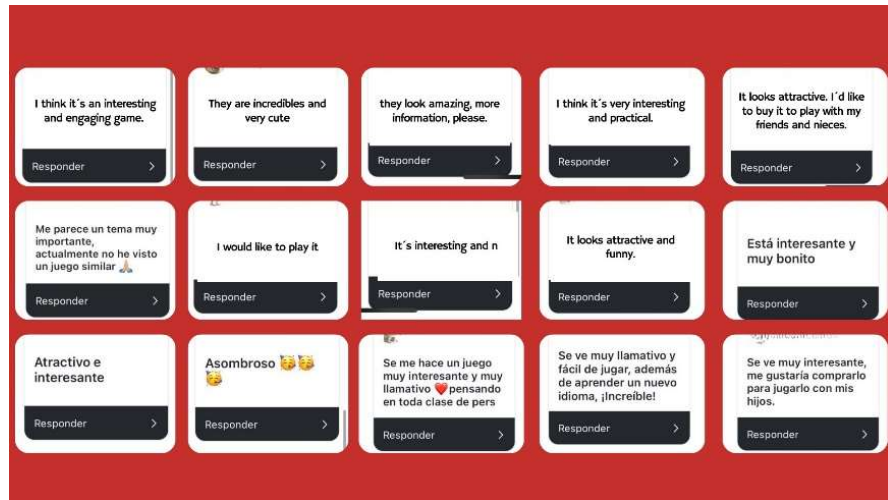 I think it´s an interesting
and engaging game.
Responder
They are incredibles and
very cute
Responder
they look amazing, more
information, please.
Responder
I think it´s very interesting
and practical.
Responder
It looks attractive. I´d like
to buy it to play with my
friends and nieces.
Responder
Me parece un tema muy
importante,
actualmente no he visto
un juego similar 🙏🏼
Responder
I would like to play it
Responder
It´s interesting and n
Responder
It looks attractive and
funny.
Responder
Está interesante y
muy bonito
Responder
Atractivo e
interesante
Responder
Asombroso 🥳🥳
🥳
Responder
Se me hace un juego
muy interesante y muy
llamativo ❤️pensando
en toda clase de pers
Responder
Se ve muy llamativo y
fácil de jugar, además
de aprender un nuevo
idioma, ¡Increíble!
Responder
Se ve muy interesante,
me gustaría comprarlo
para jugarlo con mis
hijos.
Responder